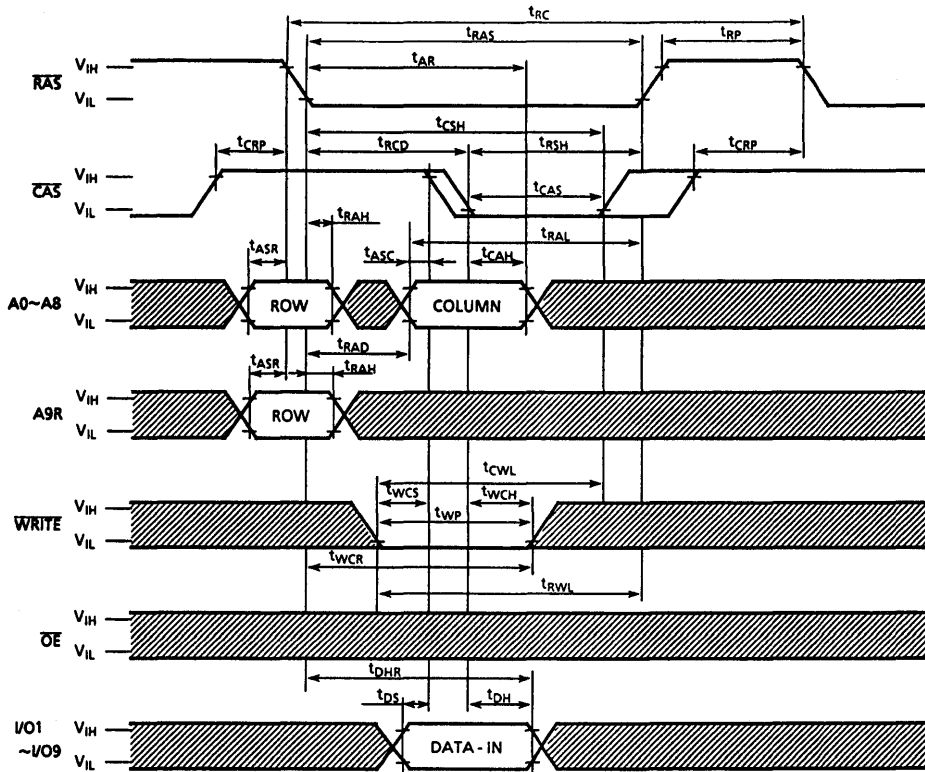 tRC
tRAS
tRP
tAR
RAS
VIH
VIL
tCSH
tCRP
tRCD
tRSH
tCRP
CAS
VIH
VIL
tCAS
tRAH
tRAL
tASR
tASC
tCAH
A0~A8
VIH
VIL
ROW
COLUMN
tRAD
tASR
tRAH
A9R
VIH
VIL
ROW
tCWL
tWCS
tWCH
WRITE
VIH
VIL
tWP
tWCR
tRWL
OE
VIH
VIL
tDHR
tDS
tDH
I/O1
~I/O9
VIH
VIL
DATA - IN